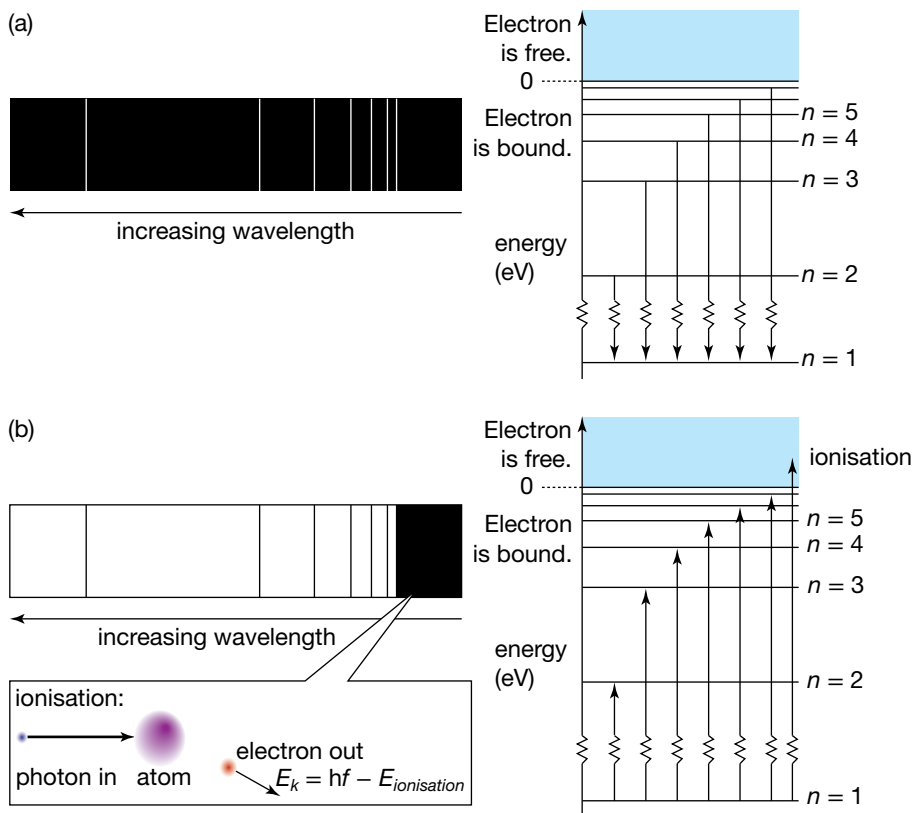 (a)
increasing wavelength
Electron
is free.
0
Electron
is bound.
energy
(eV)
n = 5
n = 4
n = 3
n = 2
n = 1
(b)
increasing wavelength
ionisation:
photon in
atom
electron out
E_k = hf – E_ionisation
Electron
is free.
0
Electron
is bound.
energy
(eV)
ionisation
n = 5
n = 4
n = 3
n = 2
n = 1